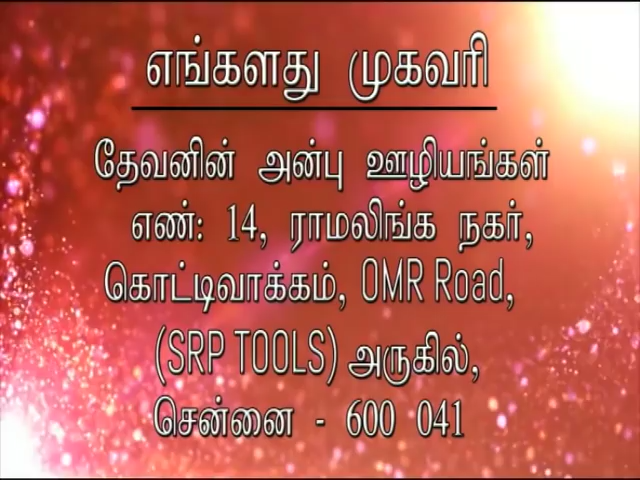 எங்களது முகவரி
தேவனின் அன்பு ஊழியங்கள்
எண்: 14, ராமலிங்க நகர்,
கொட்டிவாக்கம், OMR Road,
(SRP TOOLS) அருகில்,
சென்னை - 600 041